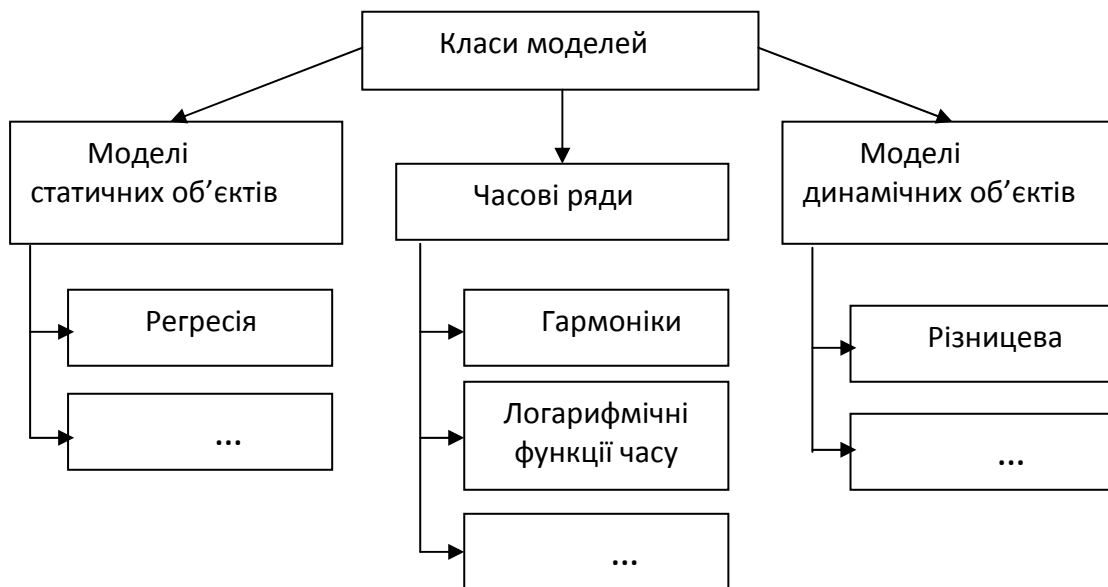 Класи моделей
Моделі
статичних об’єктів
Часові ряди
Моделі
динамічних об’єктів
Регресія
...
Гармоніки
Логарифмічні
функції часу
...
Різницева
...